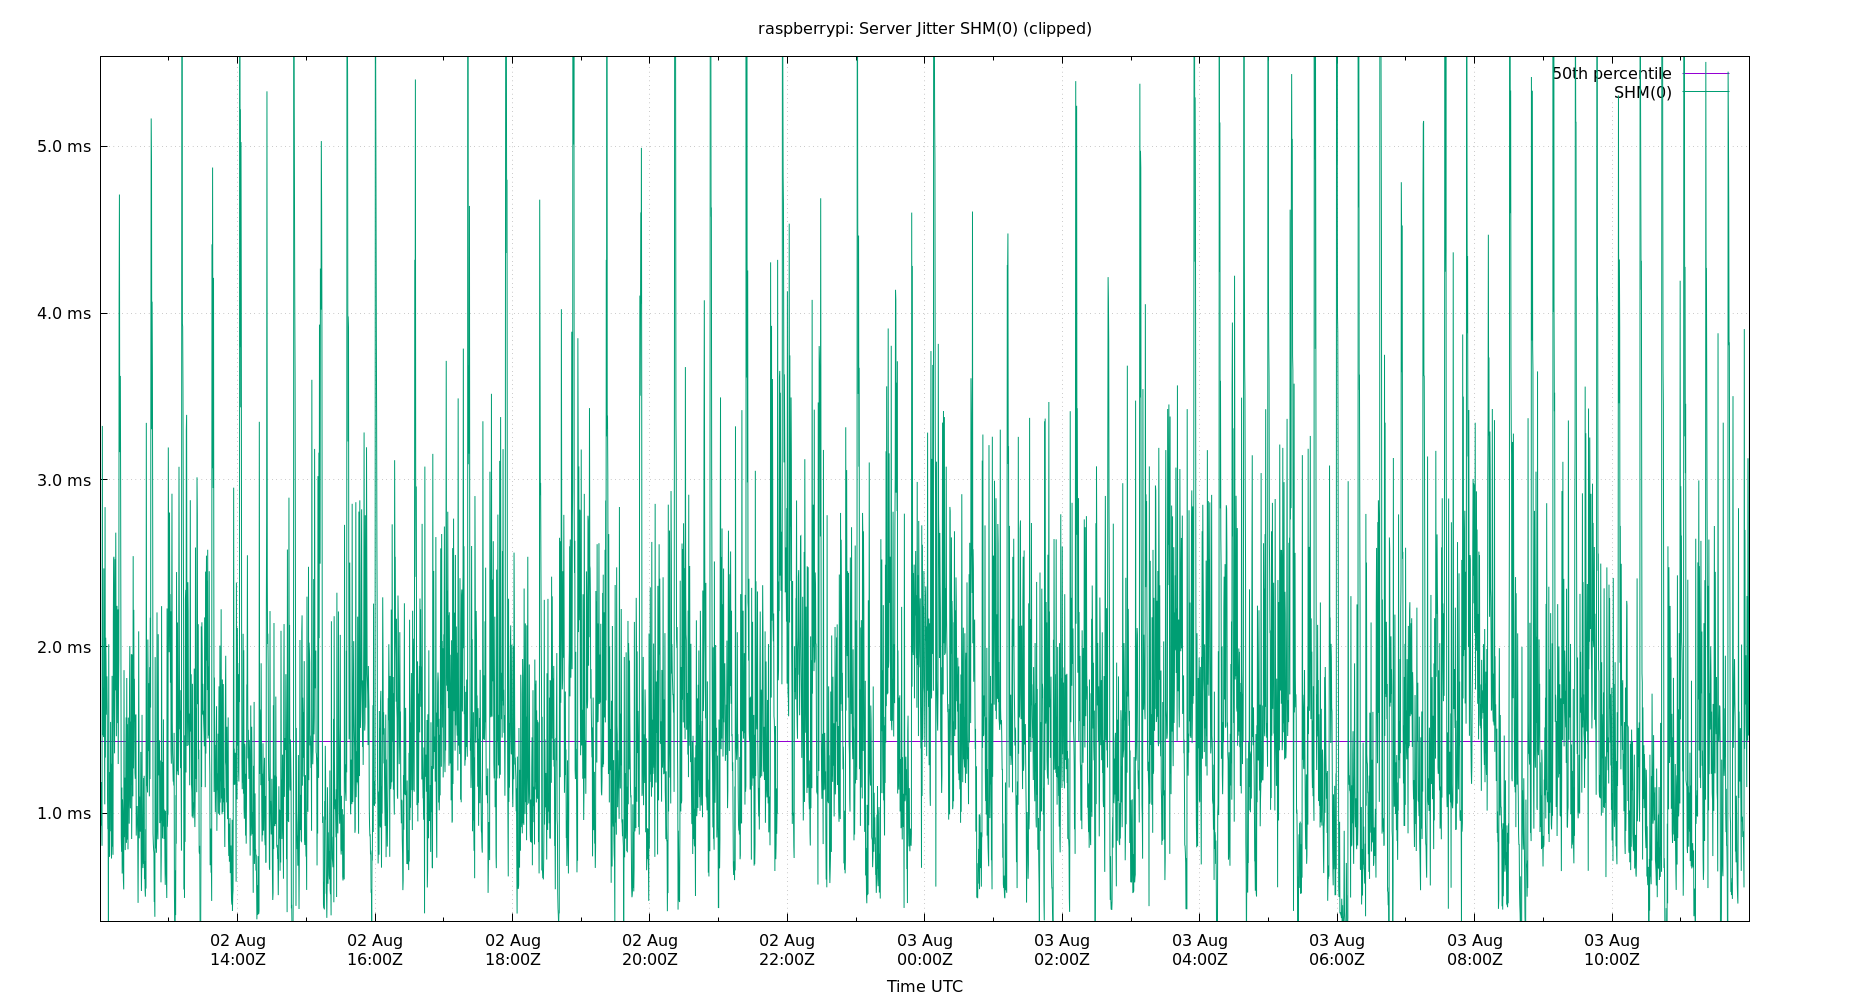 raspberrypi: Server Jitter SHM(0) (clipped)
50th percentile
SHM(0)
5.0 ms
4.0 ms
3.0 ms
2.0 ms
1.0 ms
02 Aug 02 Aug 02 Aug 02 Aug 02 Aug 03 Aug 03 Aug 03 Aug 03 Aug 03 Aug 03 Aug
14:00Z 16:00Z 18:00Z 20:00Z 22:00Z 00:00Z 02:00Z 04:00Z 06:00Z 08:00Z 10:00Z
Time UTC